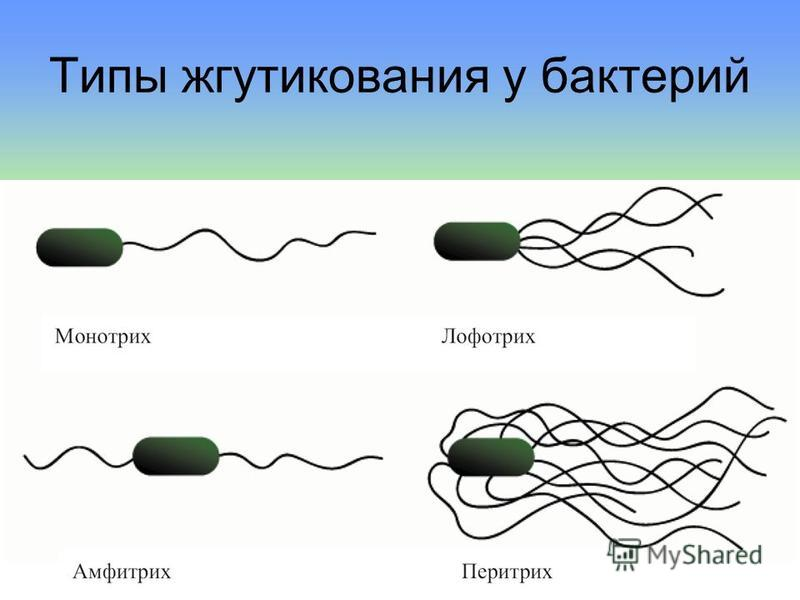 Типы жгутикования у бактерий
Монотрих
Лофотрих
Амфитрих
Перитрих
MyShared